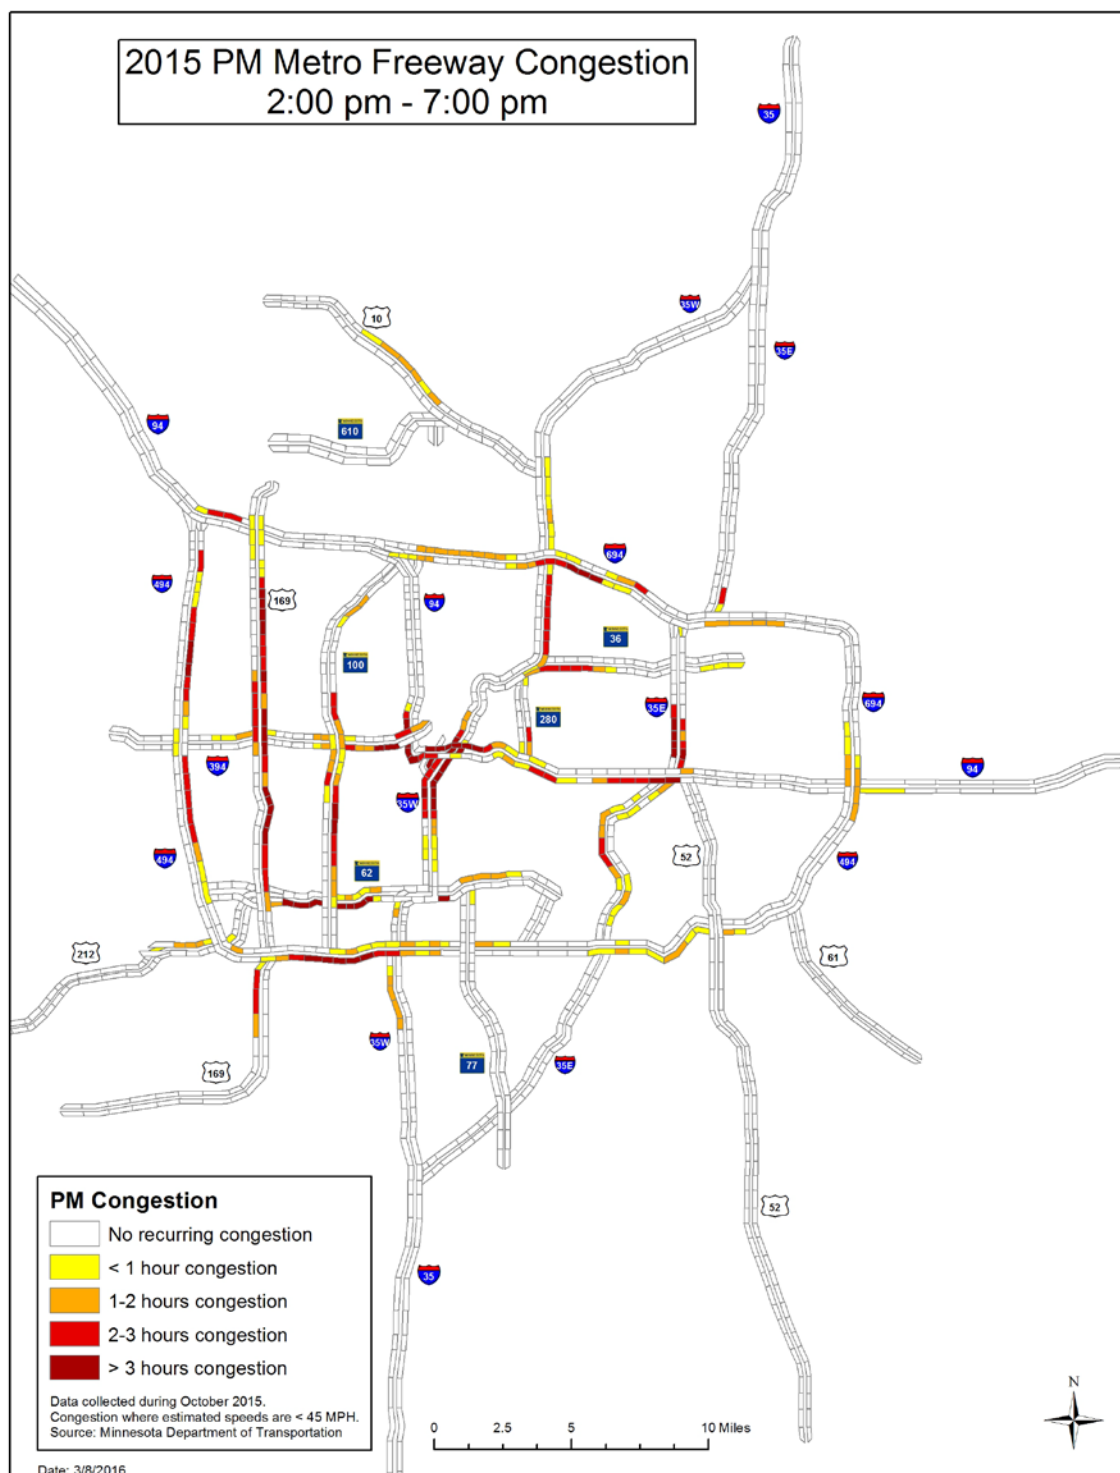 2015 PM Metro Freeway Congestion
2:00 pm - 7:00 pm
35
35W
10
35E
94
610
694
494
169
94
36
100
35E
694
280
394
94
35W
494
62
52
494
212
61
35W
169
77
35E
52
35
PM Congestion
No recurring congestion
< 1 hour congestion
1-2 hours congestion
2-3 hours congestion
> 3 hours congestion
Data collected during October 2015.
Congestion where estimated speeds are < 45 MPH.
Source: Minnesota Department of Transportation
0 2.5 5 10 Miles
N
Date: 3/8/2016